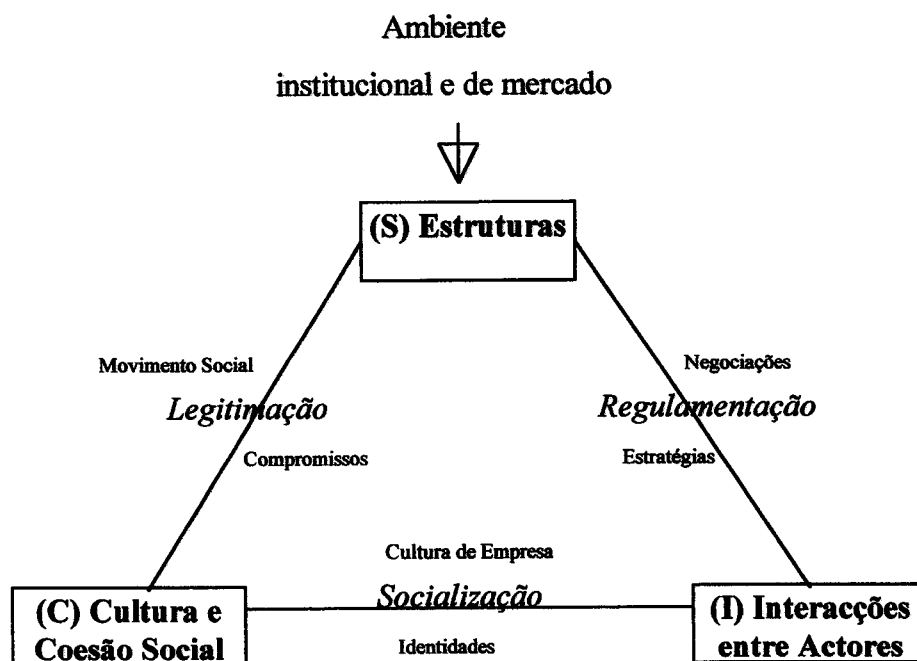 Ambiente
institucional e de mercado
(S) Estruturas
Movimento Social
Negociações
Legitimação
Regulamentação
Compromissos
Estratégias
Cultura de Empresa
Socialização
(C) Cultura e
Coesão Social
Identidades
(I) Interacções
entre Actores